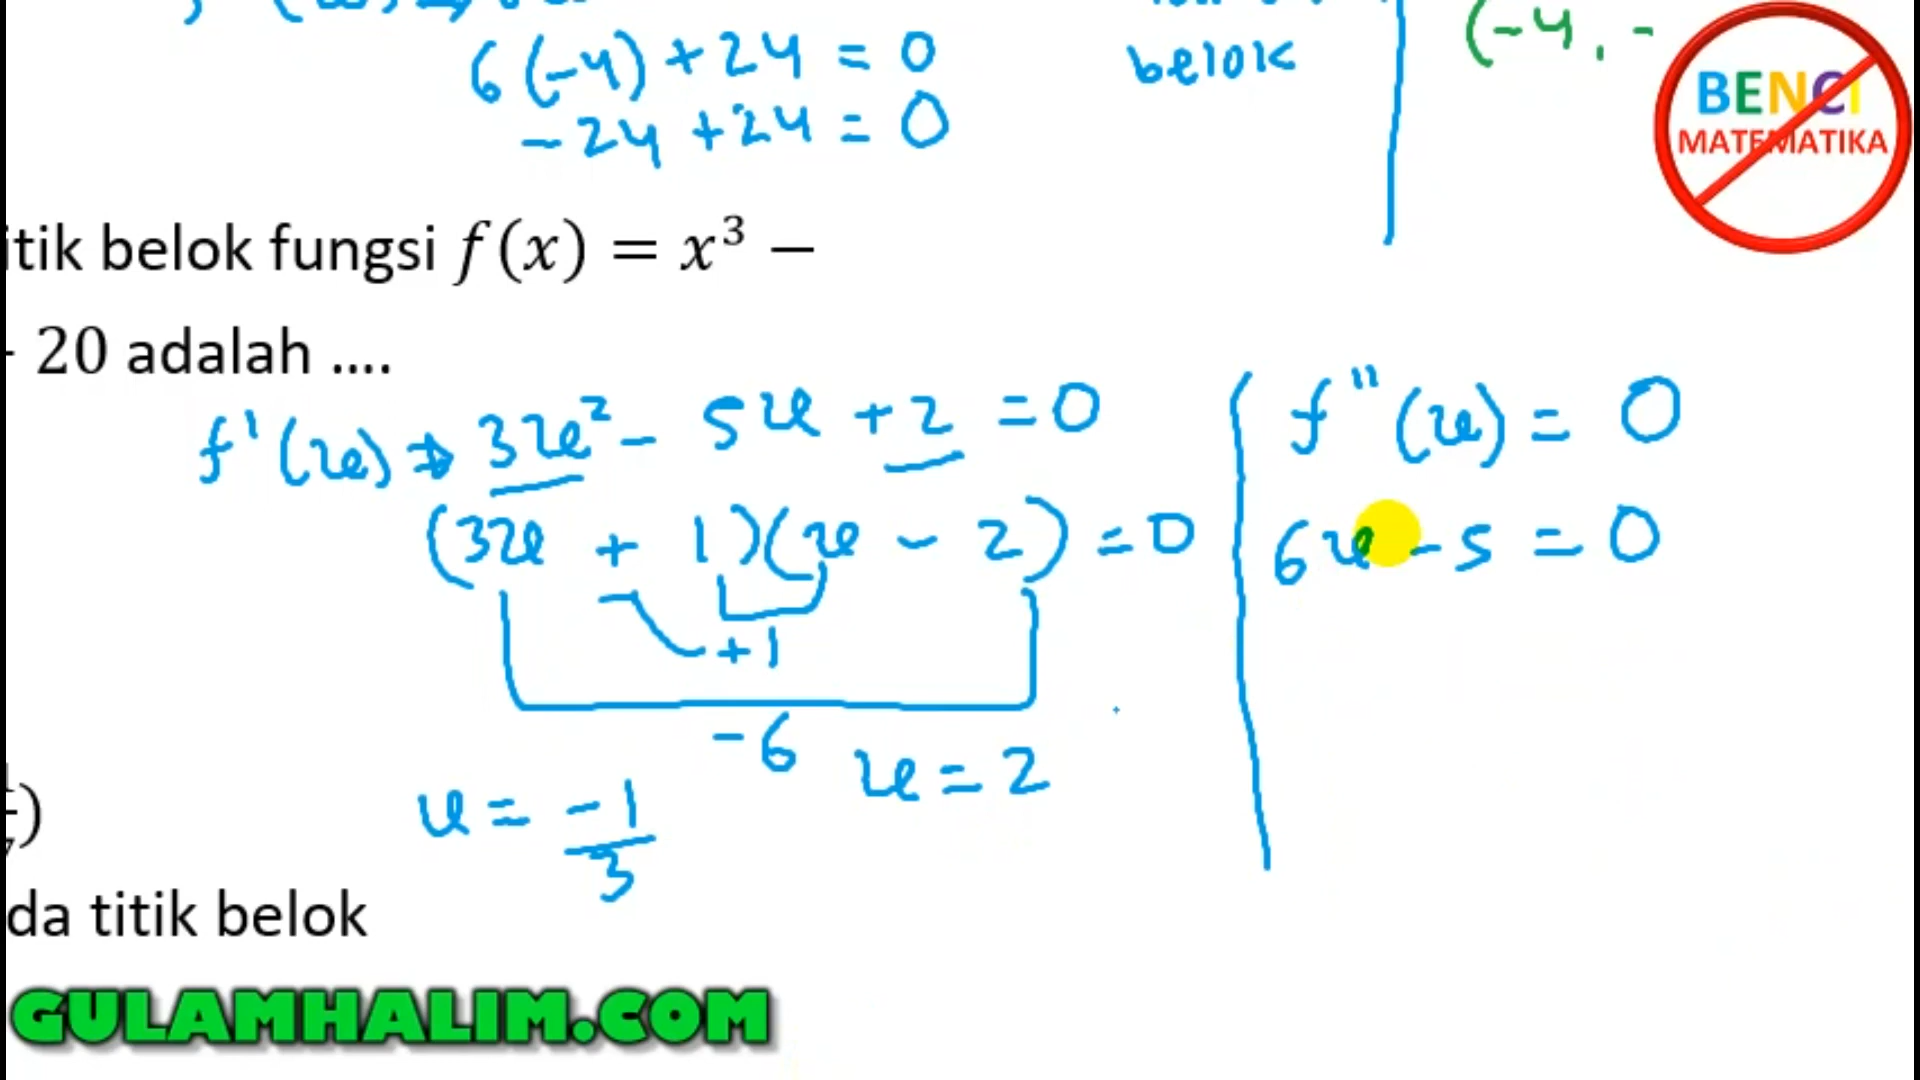 6(-4) + 24 = 0
-24 + 24 = 0
belok
(-4, -
BENCI
MATEMATIKA
itik belok fungsi f(x) = x³ −
20 adalah ....
f'(x) → 3x² - 5x + 2 = 0
(3x + 1)(x - 2) = 0
+1
-6
x = -1/3
x = 2
f''(x) = 0
6x - 5 = 0
)
da titik belok
GULAMHALIM.COM